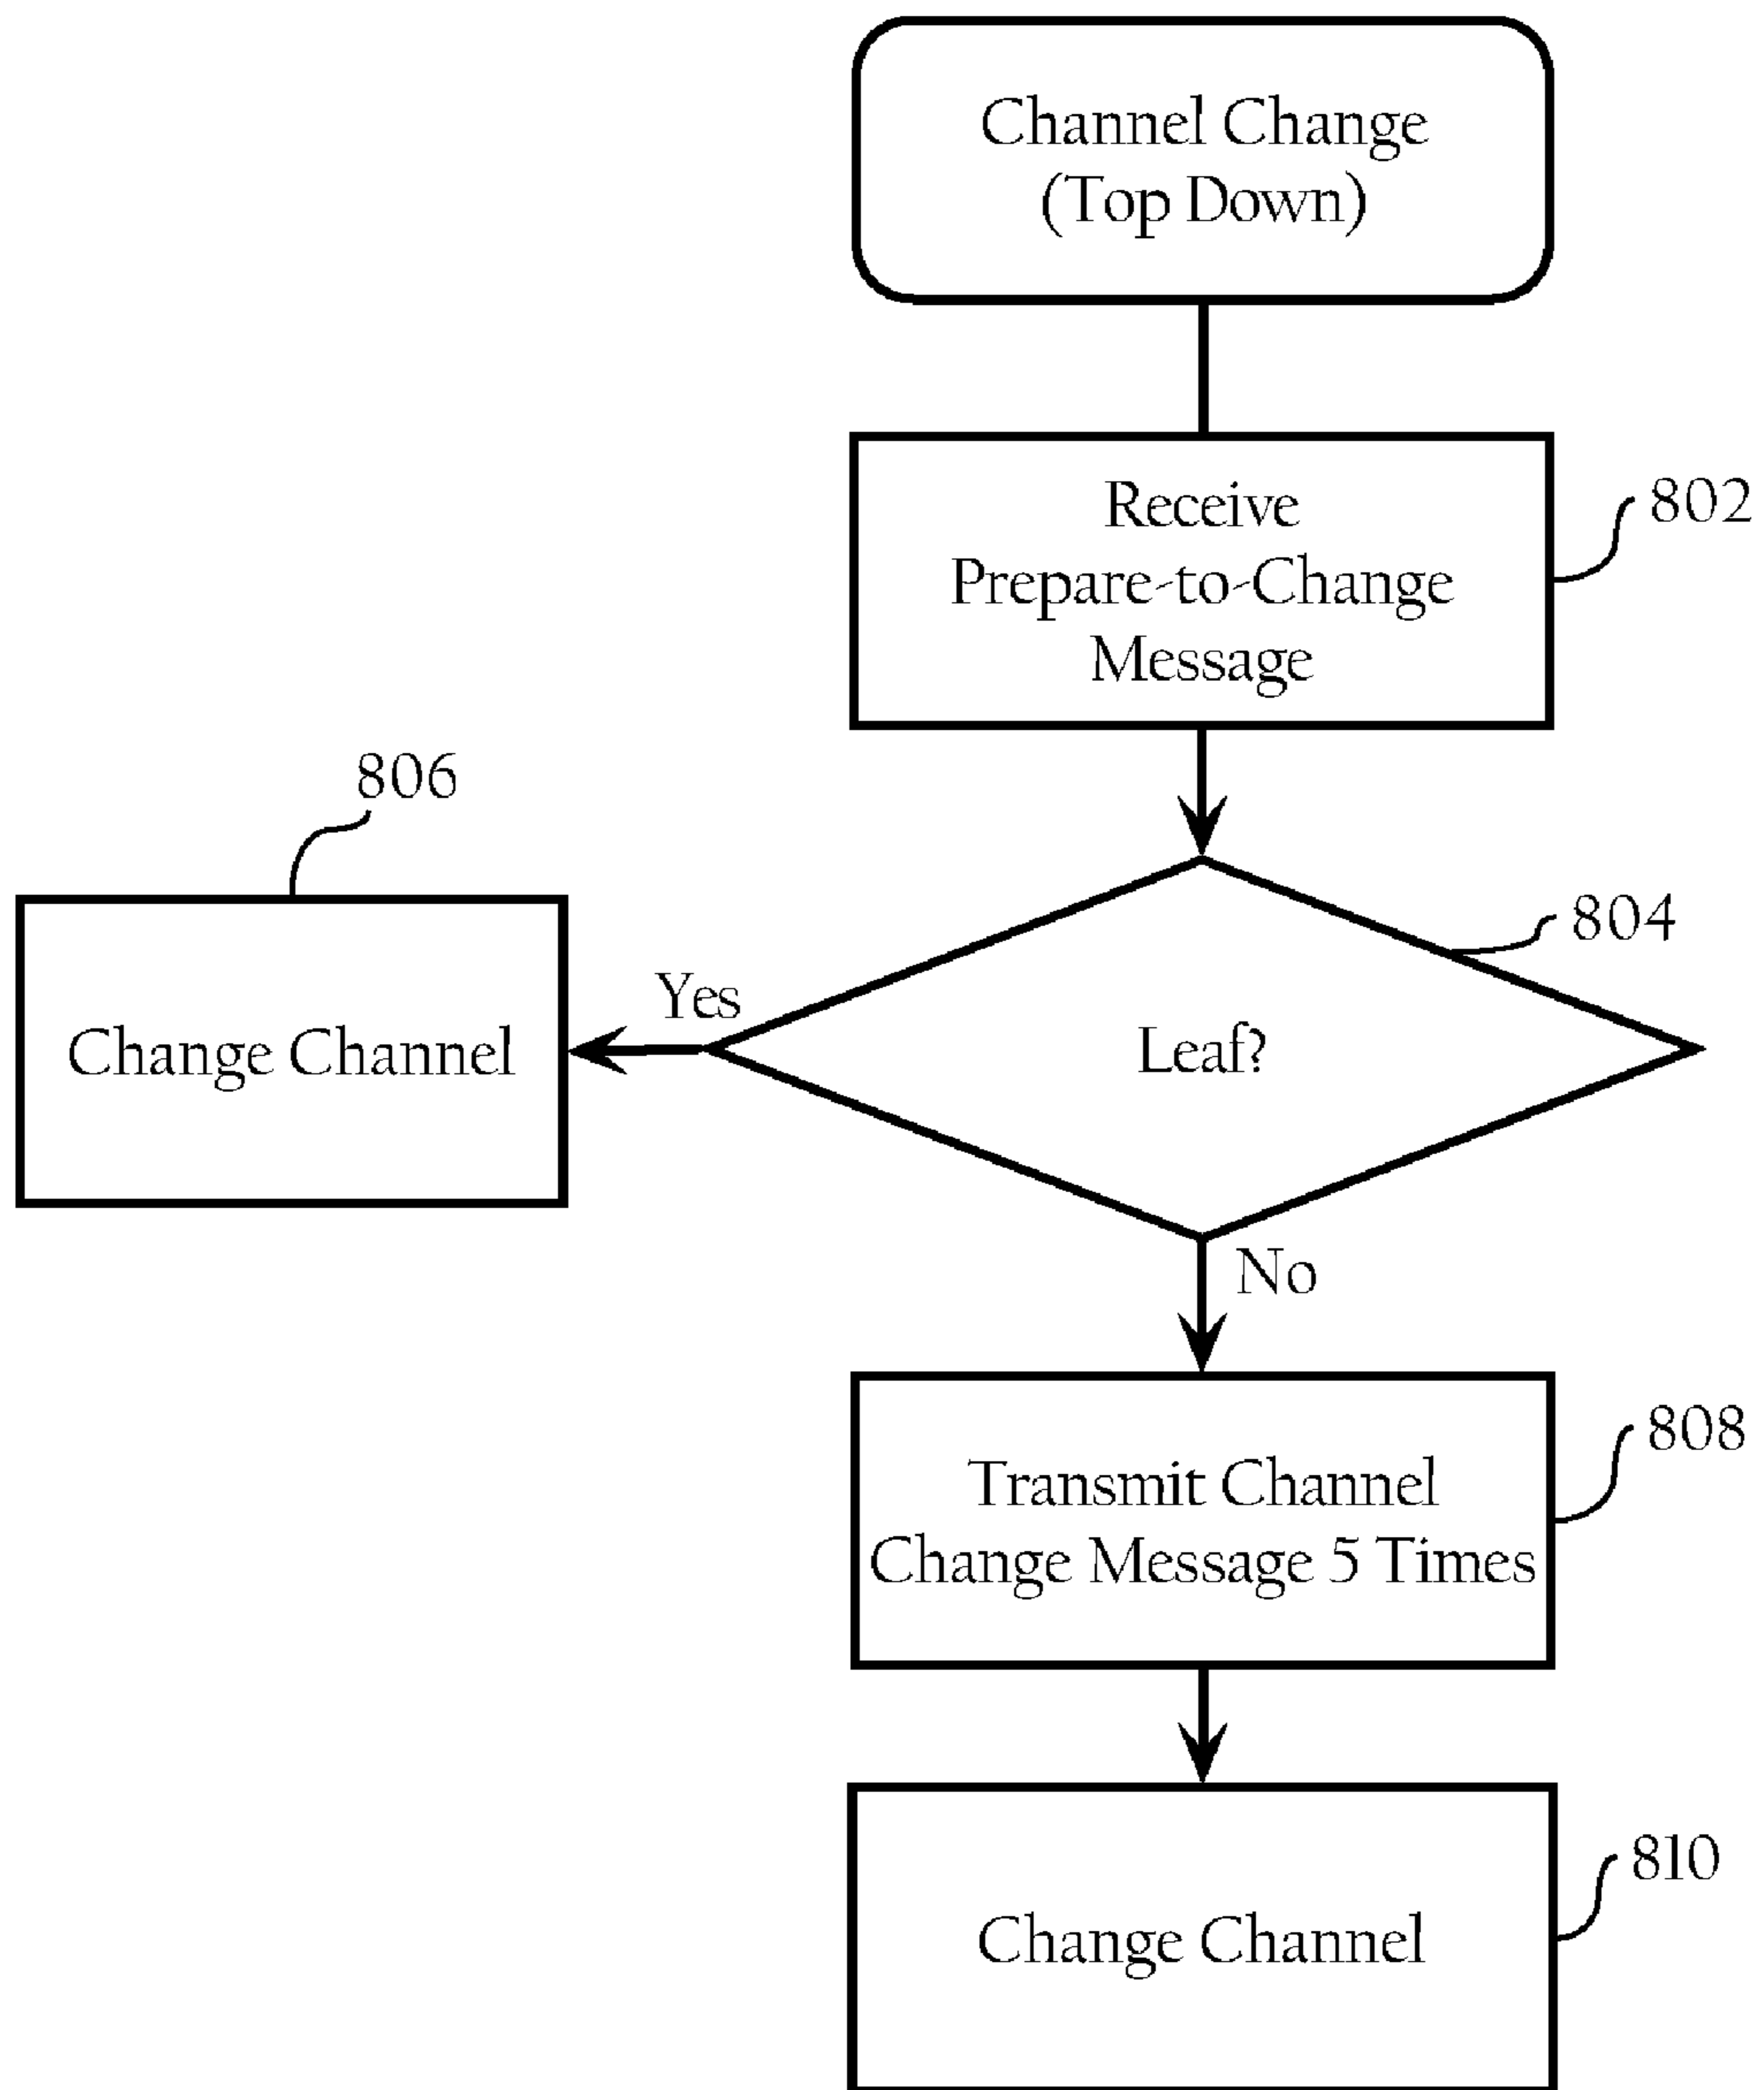 Channel Change
(Top Down)
Receive
Prepare-to-Change
Message
802
806
804
Yes
Change Channel
Leaf?
No
808
Transmit Channel
Change Message 5 Times
810
Change Channel